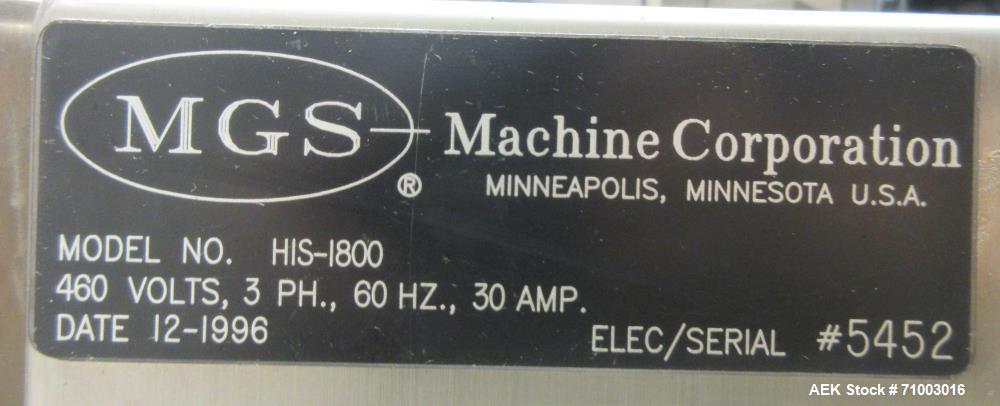 MGS Machine Corporation
®
MINNEAPOLIS, MINNESOTA U.S.A.
MODEL NO. HIS-1800
460 VOLTS, 3 PH., 60 HZ., 30 AMP.
DATE 12-1996
ELEC/SERIAL #5452
AEK Stock # 71003016